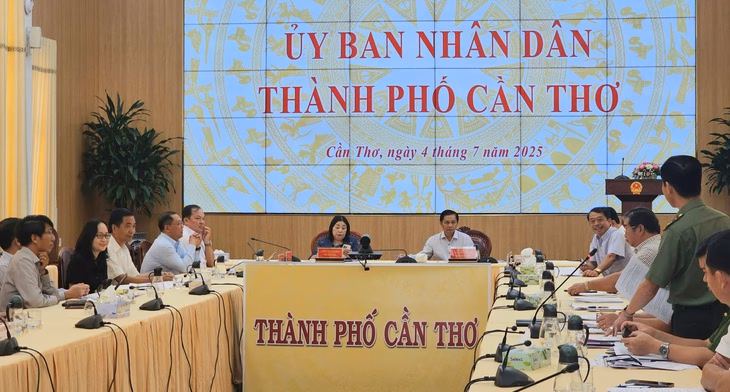 ỦY BAN NHÂN DÂN
THÀNH PHỐ CẦN THƠ
Cần Thơ, ngày 4 tháng 7 năm 2025
THÀNH PHỐ CẦN THƠ